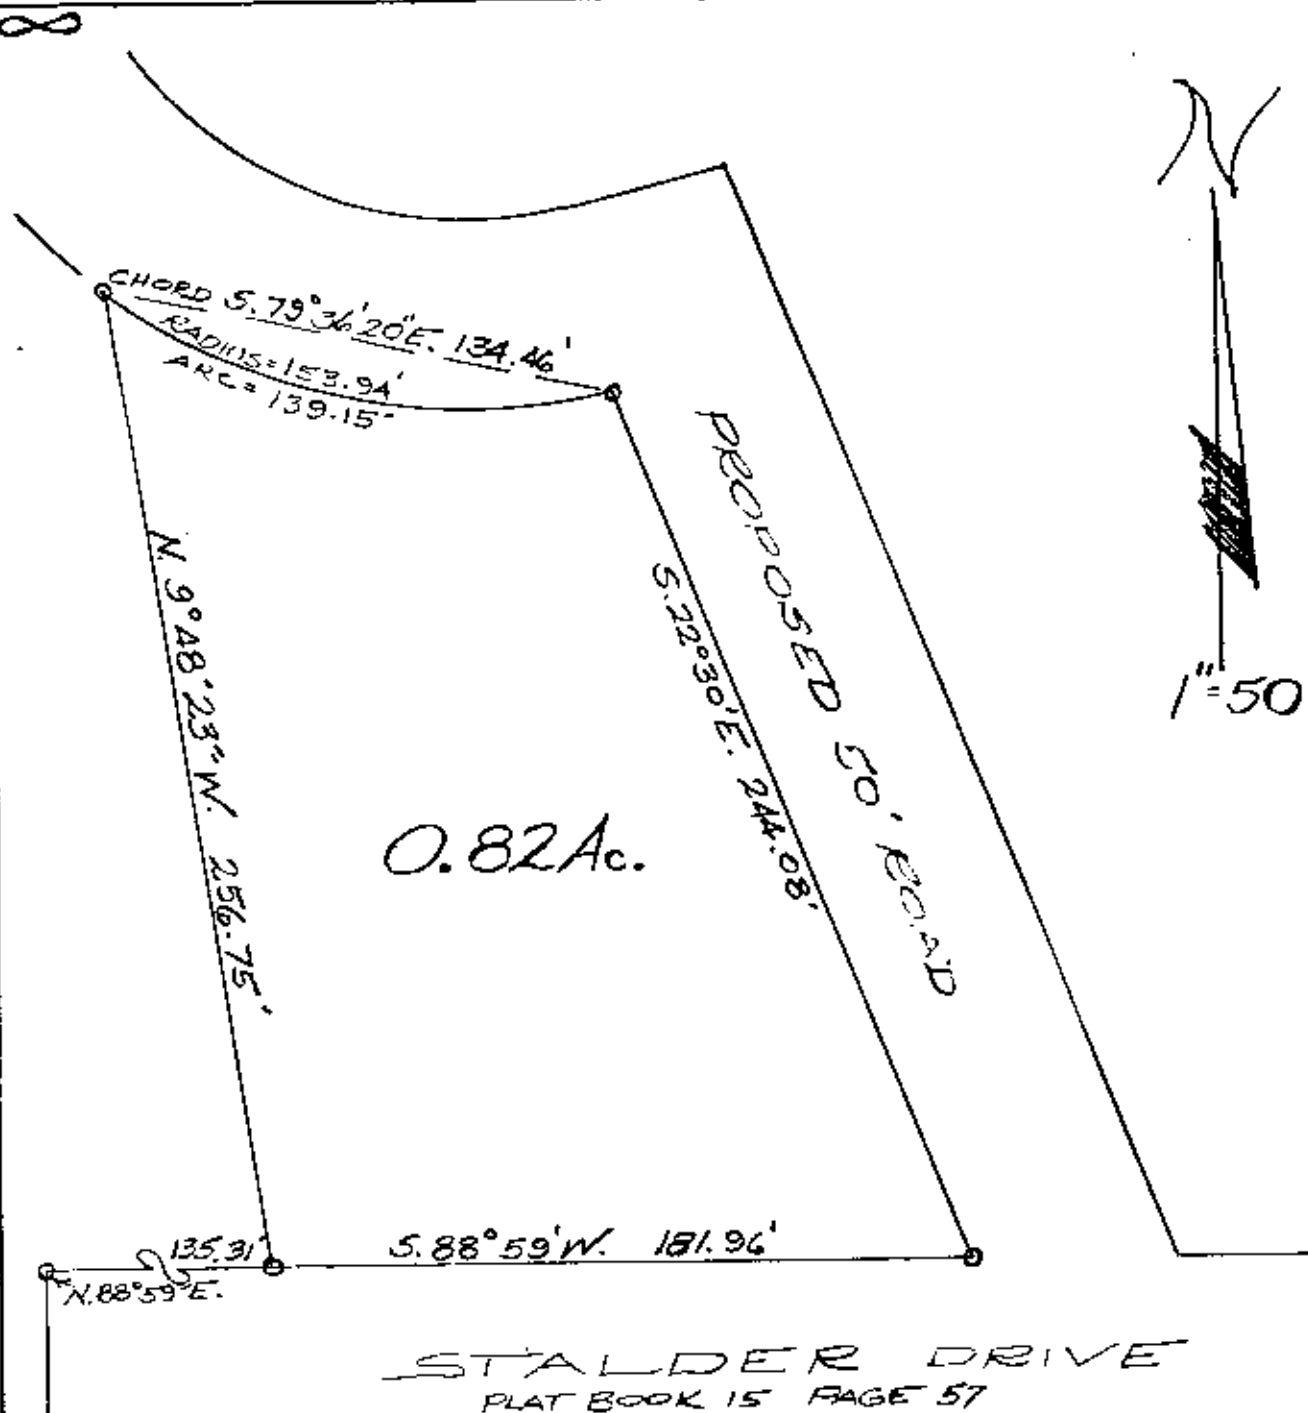 N
CHORD S. 79°36'20"E. 134.46'
RADIUS=153.94'
ARC= 139.15'
PROPOSED 50' ROAD
N. 9°48'23"W. 256.75'
S. 22°30'E. 244.08'
1"=50
0.82 Ac.
135.31'
S. 88°59'W. 181.96'
N. 88°59'E.
STALDER DRIVE
PLAT BOOK 15 PAGE 57